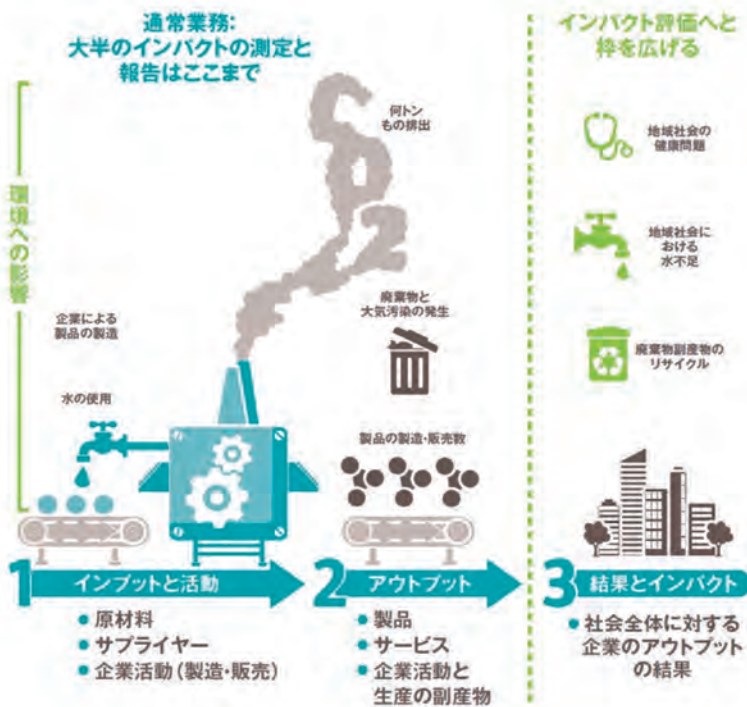 通常業務:
大半のインパクトの測定と
報告はここまで
インパクト評価へと
枠を広げる
環境への影響
何トン
もの排出
CO2
企業による
製品の製造
水の使用
廃棄物と
大気汚染の発生
製品の製造・販売数
地域社会の
健康問題
地域社会に
おける
水不足
廃棄物副産物の
リサイクル
1 インプットと活動
• 原材料
• サプライヤー
• 企業活動(製造・販売)
2 アウトプット
• 製品
• サービス
• 企業活動と
生産の副産物
3 結果とインパクト
• 社会全体に対する
企業のアウトプット
の結果